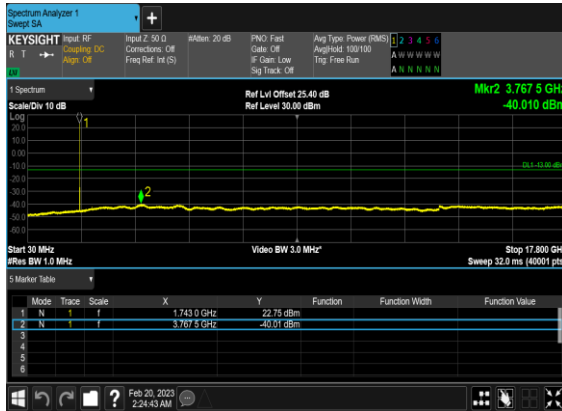 Spectrum Analyzer 1
Swept SA
+
KEYSIGHT Input: RF Input Z: 50 Ω #Atten: 20 dB PNO: Fast Avg Type: Power (RMS) 1 2 3 4 5 6
R T Coupling: DC Corrections: Off Gate: Off Avg|Hold: 100/100 A W W W W W
Align: Off Freq Ref: Int (S) IF Gain: Low Trig: Free Run
LXI Sig Track: Off A N N N N N
1 Spectrum Ref Lvl Offset 25.40 dB Mkr2 3.767 5 GHz
Scale/Div 10 dB Ref Level 30.00 dBm -40.010 dBm
Log
20.0
10.0
0.00
-10.0
-20.0
-30.0
-40.0
-50.0
-60.0
1
DL1 -13.00 dBm
2
Start 30 MHz Video BW 3.0 MHz* Stop 17.800 GHz
#Res BW 1.0 MHz Sweep 32.0 ms (40001 pts)
5 Marker Table
Mode Trace Scale X Y Function Function Width Function Value
1 N 1 f 1.743 0 GHz 22.75 dBm
2 N 1 f 3.767 5 GHz -40.01 dBm
3
4
5
6
? Feb 20, 2023
2:24:43 AM